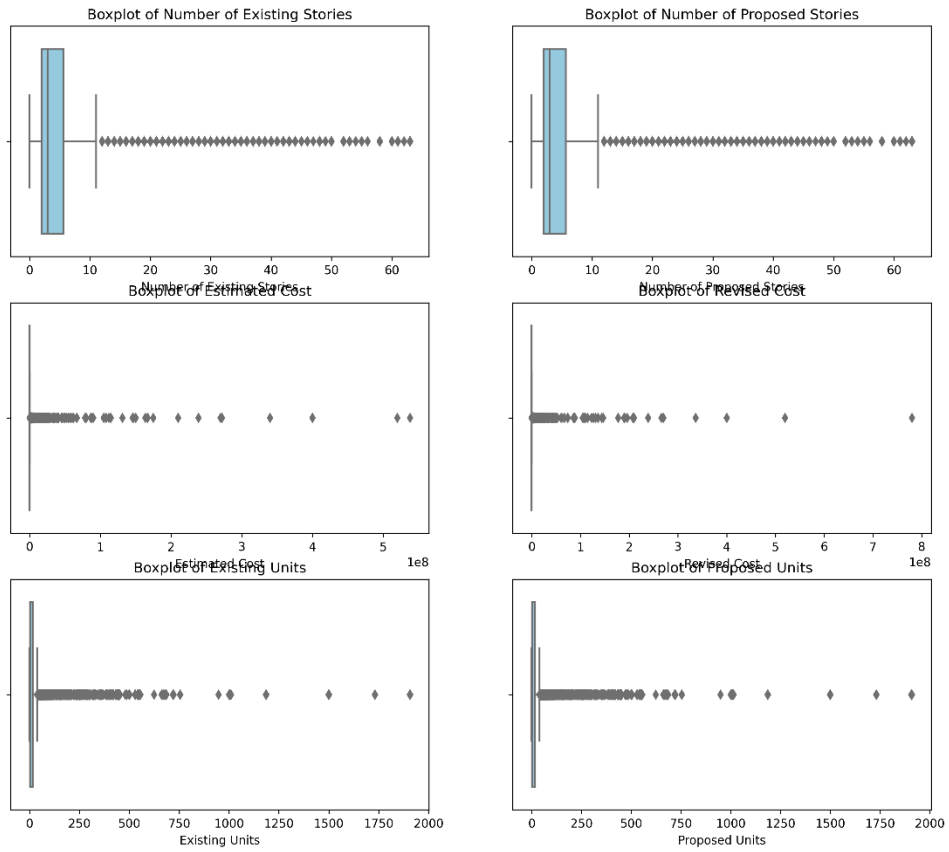 Boxplot of Number of Existing Stories
Boxplot of Number of Proposed Stories
0 10 20 30 40 50 60
0 10 20 30 40 50 60
Number of Existing Stories
Number of Proposed Stories
Boxplot of Estimated Cost
Boxplot of Revised Cost
0 1 2 3 4 5
0 1 2 3 4 5 6 7 8
1e8
1e8
Estimated Cost
Revised Cost
Boxplot of Existing Units
Boxplot of Proposed Units
0 250 500 750 1000 1250 1500 1750 2000
0 250 500 750 1000 1250 1500 1750 2000
Existing Units
Proposed Units